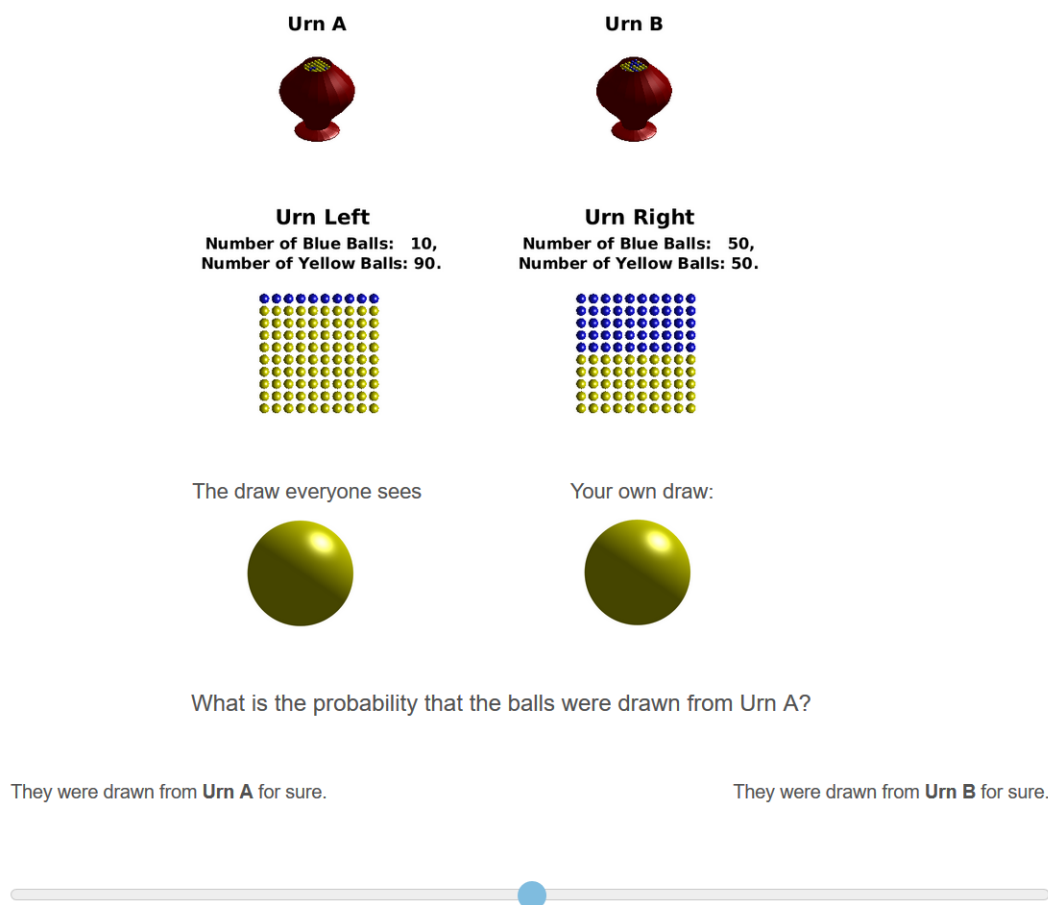 Urn A
Urn B
Urn Left
Number of Blue Balls: 10,
Number of Yellow Balls: 90.
Urn Right
Number of Blue Balls: 50,
Number of Yellow Balls: 50.
The draw everyone sees
Your own draw:
What is the probability that the balls were drawn from Urn A?
They were drawn from Urn A for sure.
They were drawn from Urn B for sure.